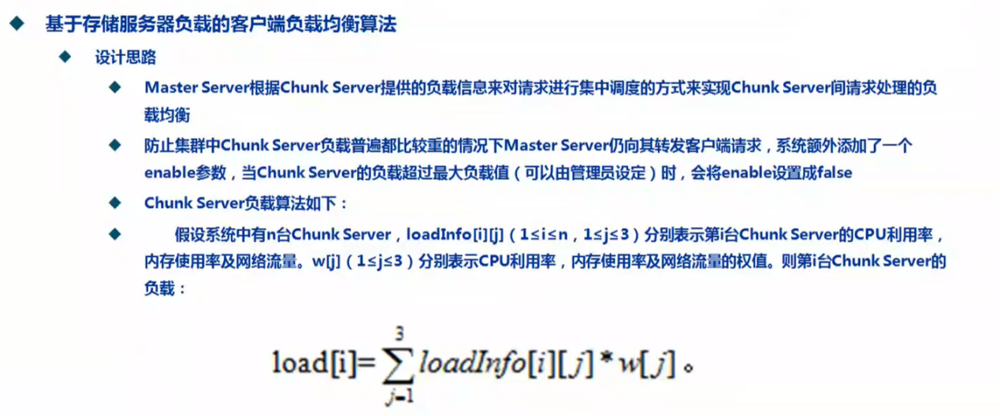 基于存储服务器负载的客户端负载均衡算法
设计思路
Master Server根据Chunk Server提供的负载信息来对请求进行集中调度的方式来实现Chunk Server间请求处理的负
载均衡
防止集群中Chunk Server负载普遍都比较重的情况下Master Server仍向其转发客户端请求，系统额外添加了一个
enable参数，当Chunk Server的负载超过最大负载值（可以由管理员设定）时，会将enable设置成false
Chunk Server负载算法如下：
假设系统中有n台Chunk Server，loadInfo[i][j]（1≤i≤n，1≤j≤3）分别表示第i台Chunk Server的CPU利用率，
内存使用率及网络流量。w[j]（1≤j≤3）分别表示CPU利用率，内存使用率及网络流量的权值。则第i台Chunk Server的
负载：
load[i]=∑_{j=1}^{3} loadInfo[i][j]*w[j]。